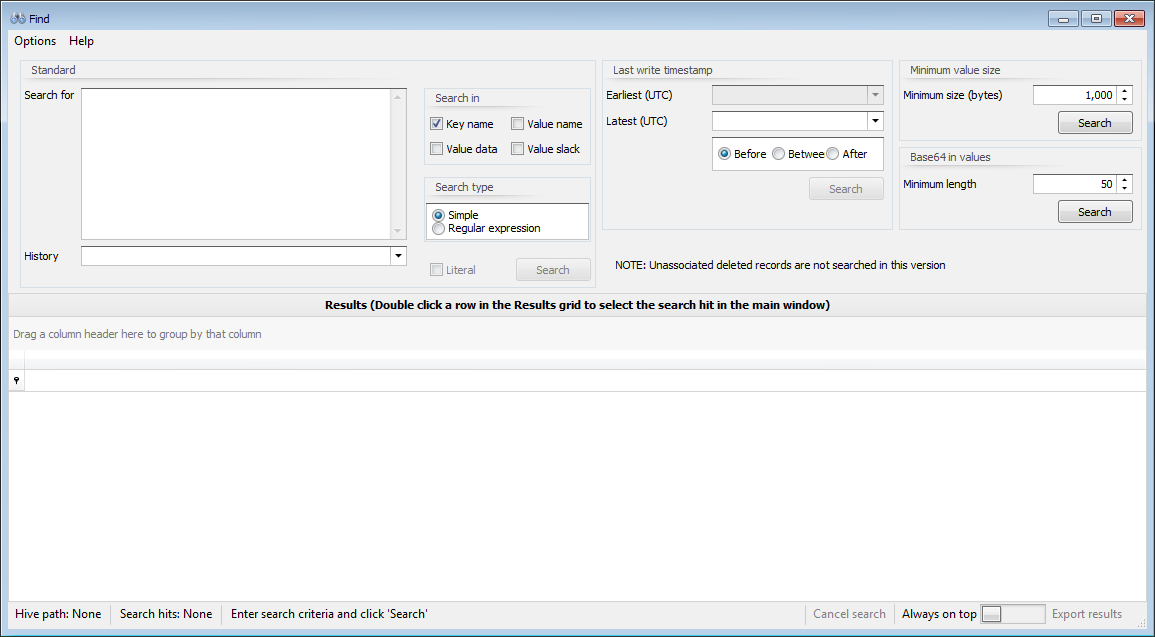 Find
Options Help
Standard
Search for
Search in
Key name Value name
Value data Value slack
Search type
Simple
Regular expression
History
Literal Search
Last write timestamp
Earliest (UTC)
Latest (UTC)
Before Betwee After
Search
Minimum value size
Minimum size (bytes) 1,000
Search
Base64 in values
Minimum length 50
Search
NOTE: Unassociated deleted records are not searched in this version
Results (Double click a row in the Results grid to select the search hit in the main window)
Drag a column header here to group by that column
Hive path: None Search hits: None Enter search criteria and click 'Search' Cancel search Always on top Export results